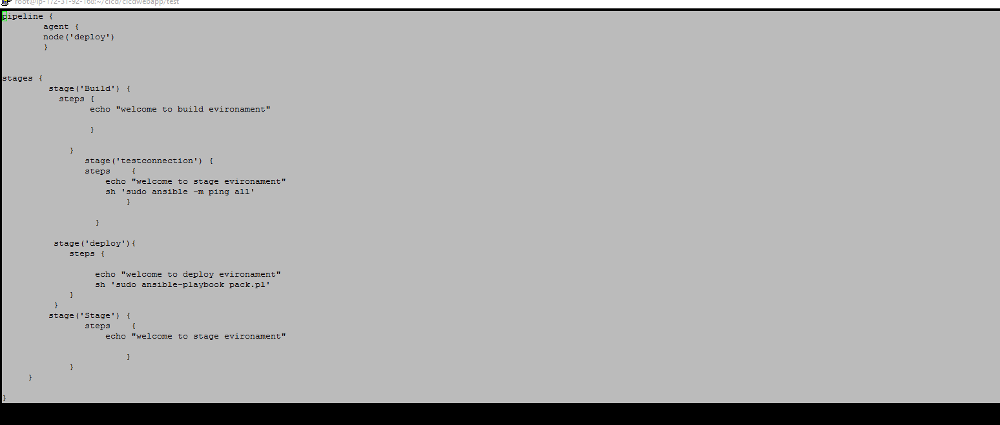 root@ip-172-31-92-168:~/cicd/cicdwebapp/test
pipeline {
agent {
node('deploy')
}
stages {
stage('Build') {
steps {
echo "welcome to build evironament"
}
}
stage('testconnection') {
steps    {
echo "welcome to stage evironament"
sh 'sudo ansible -m ping all'
}
}
stage('deploy'){
steps {
echo "welcome to deploy evironament"
sh 'sudo ansible-playbook pack.pl'
}
}
stage('Stage') {
steps    {
echo "welcome to stage evironament"
}
}
}
}